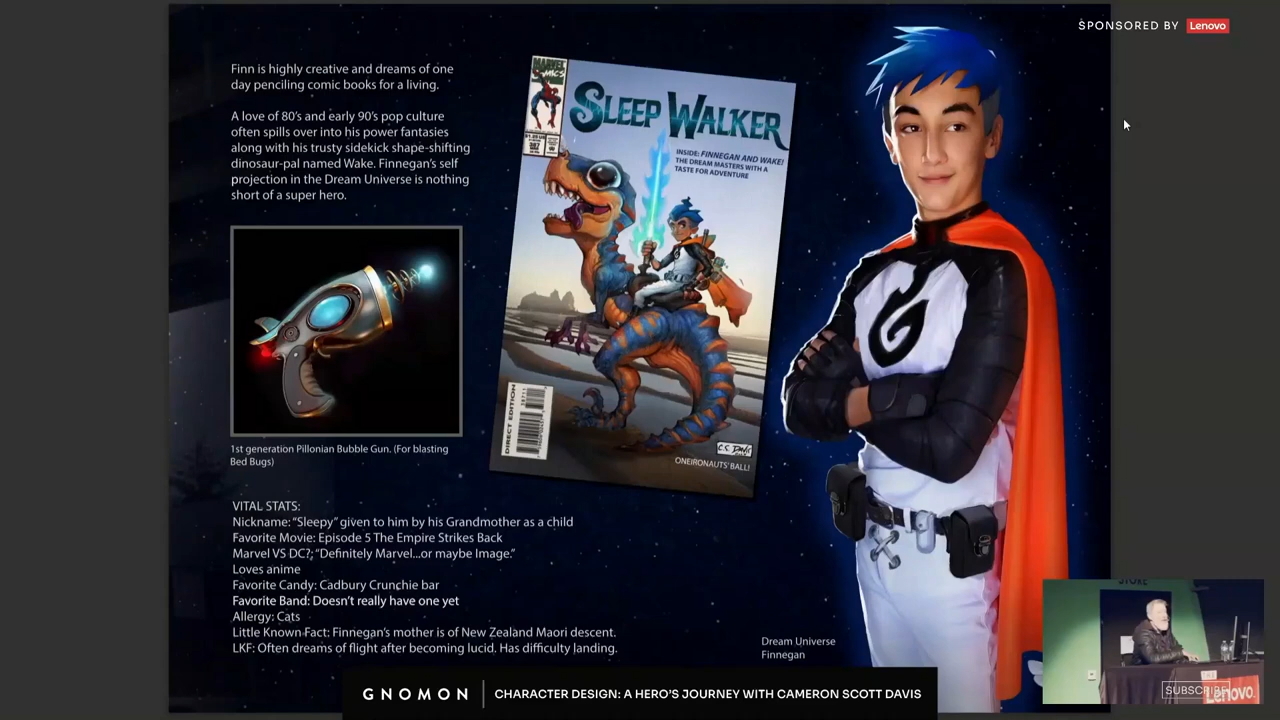 SPONSORED BY Lenovo
Finn is highly creative and dreams of one
day penciling comic books for a living.
A love of 80's and early 90's pop culture
often spills over into his power fantasies
along with his trusty sidekick shape-shifting
dinosaur-pal named Wake. Finnegan's self
projection in the Dream Universe is nothing
short of a super hero.
MARVEL
COMICS
SLEEP WALKER
387
INSIDE: FINNEGAN AND WAKE!
THE DREAM MASTERS WITH A
TASTE FOR ADVENTURE
DIRECT EDITION
ONEIRONAUTS' BALL!
1st generation Pillonian Bubble Gun. (For blasting
Bed Bugs)
VITAL STATS:
Nickname: "Sleepy" given to him by his Grandmother as a child
Favorite Movie: Episode 5 The Empire Strikes Back
Marvel VS DC?; "Definitely Marvel...or maybe Image."
Loves anime
Favorite Candy: Cadbury Crunchie bar
Favorite Band: Doesn't really have one yet
Allergy: Cats
Little Known Fact: Finnegan's mother is of New Zealand Maori descent.
LKF: Often dreams of flight after becoming lucid. Has difficulty landing.
Dream Universe
Finnegan
SUBSCRIBE
Lenovo
GNOMON
CHARACTER DESIGN: A HERO'S JOURNEY WITH CAMERON SCOTT DAVIS